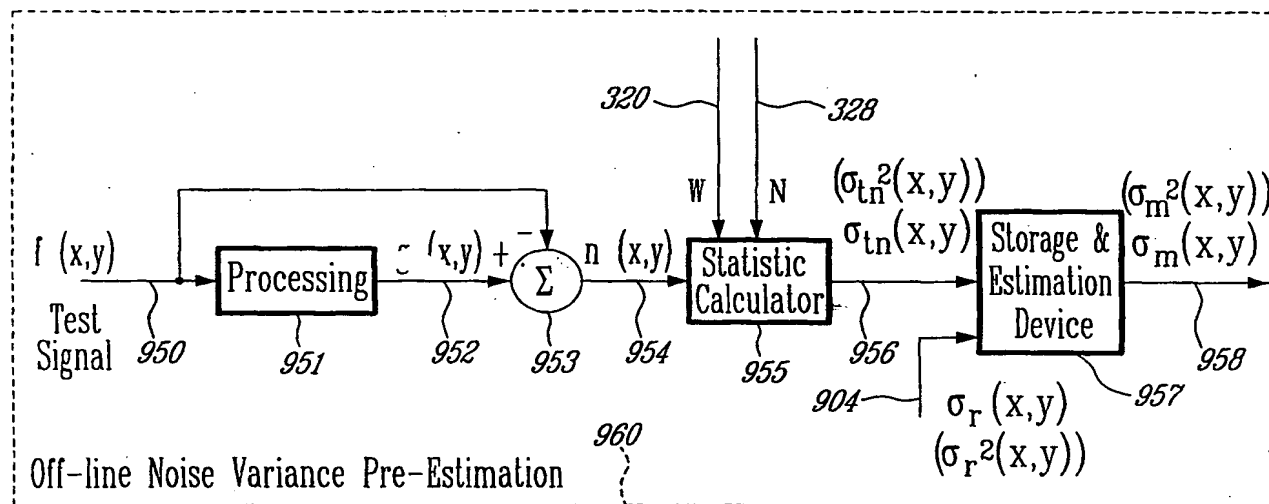 320
328
W
N
(σtn²(x,y))
σtn(x,y)
(σm²(x,y))
σm(x,y)
(x,y)
Test
Signal
Processing
(x,y)
+
−
Σ
n (x,y)
Statistic
Calculator
Storage &
Estimation
Device
950
951
952
953
954
955
956
957
958
904
σr (x,y)
(σr²(x,y))
960
Off-line Noise Variance Pre-Estimation